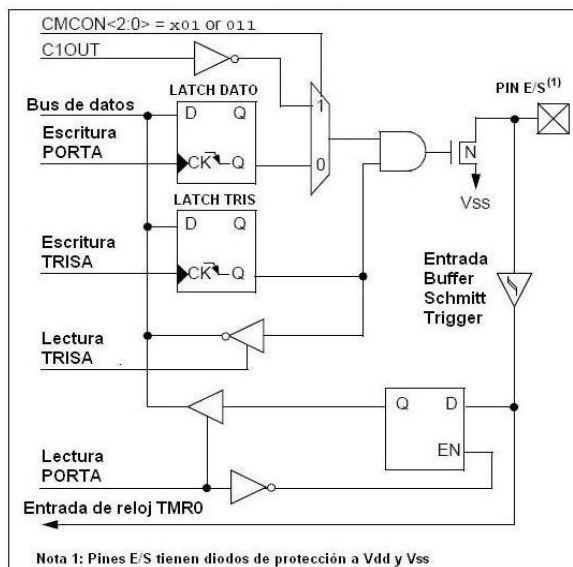 CMCON<2:0> = x01 or 011
C1OUT
LATCH DATO
PIN E/S(1)
Bus de datos
D Q
1
Escritura
PORTA
CK Q
0
N
Vss
LATCH TRIS
D Q
Escritura
TRISA
CK Q
Entrada
Buffer
Schmitt
Trigger
Lectura
TRISA
Q D
EN
Lectura
PORTA
Entrada de reloj TMR0
Nota 1: Pines E/S tienen diodos de protección a Vdd y Vss